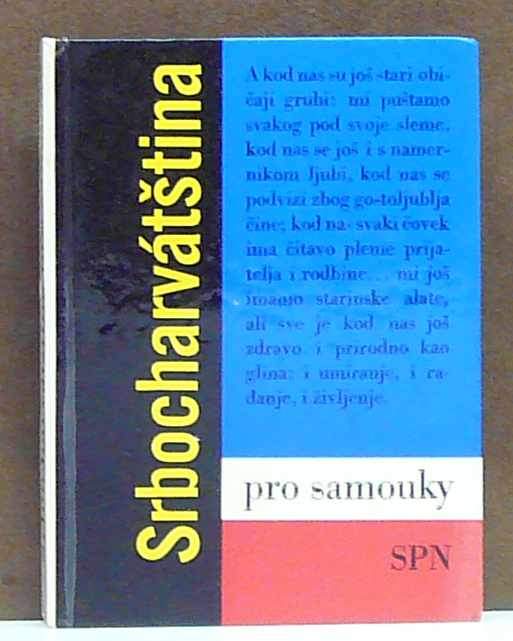 Srbocharvátština
A kod nas su još stari obi-
čaji grubi: mi puštamo
svakog pod svoje sleme,
kod nas se još i s namer-
nikom ljubi, kod nas se
podvizi zbog go-toljublja
čine; kod na- svaki čovek
ima čitavo pleme prija-
telja i rodbine... mi još
imamo starinske alate,
ali sve je kod nas još
zdravo i prirodno kao
glina: i umiranje, i ra-
đanje, i življenje.
pro samouky
SPN